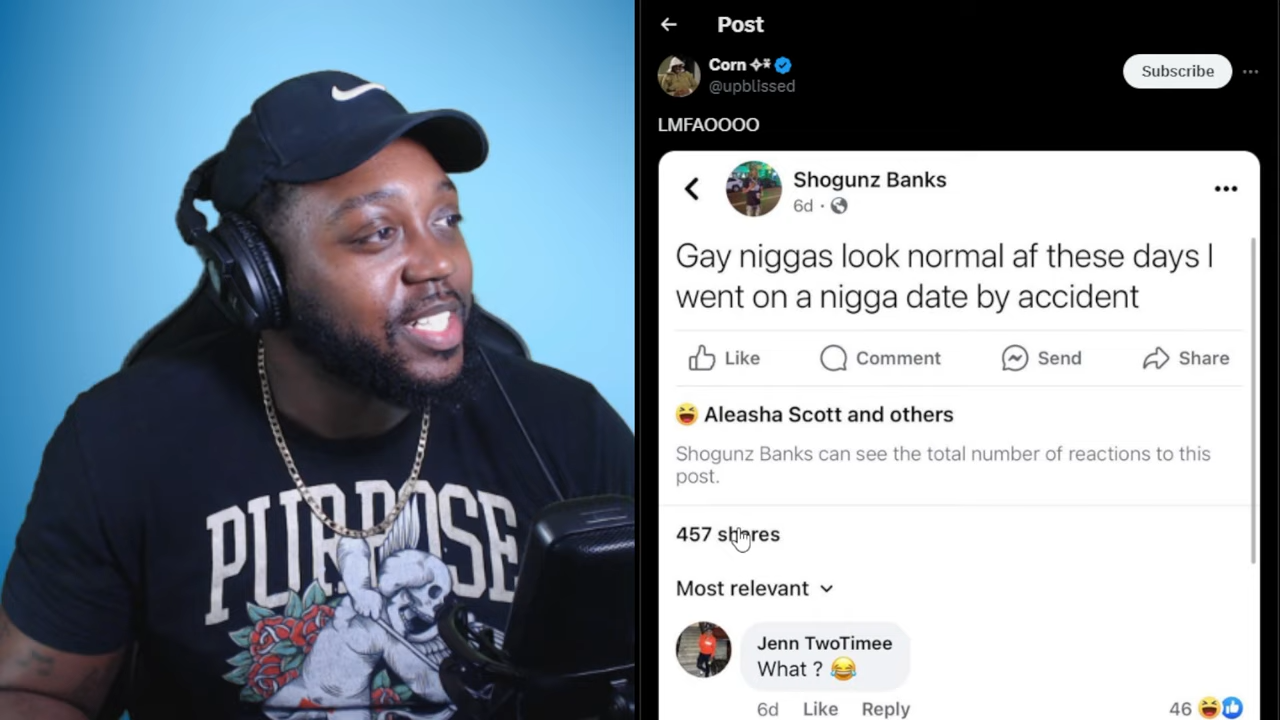 Post
Corn
@upblissed
Subscribe
LMFAOOOO
Shogunz Banks
6d ·
Gay niggas look normal af these days I
went on a nigga date by accident
Like
Comment
Send
Share
😆 Aleasha Scott and others
Shogunz Banks can see the total number of reactions to this
post.
457 shares
Most relevant
Jenn TwoTimee
What ? 😂
6d Like Reply
46
PURPOSE